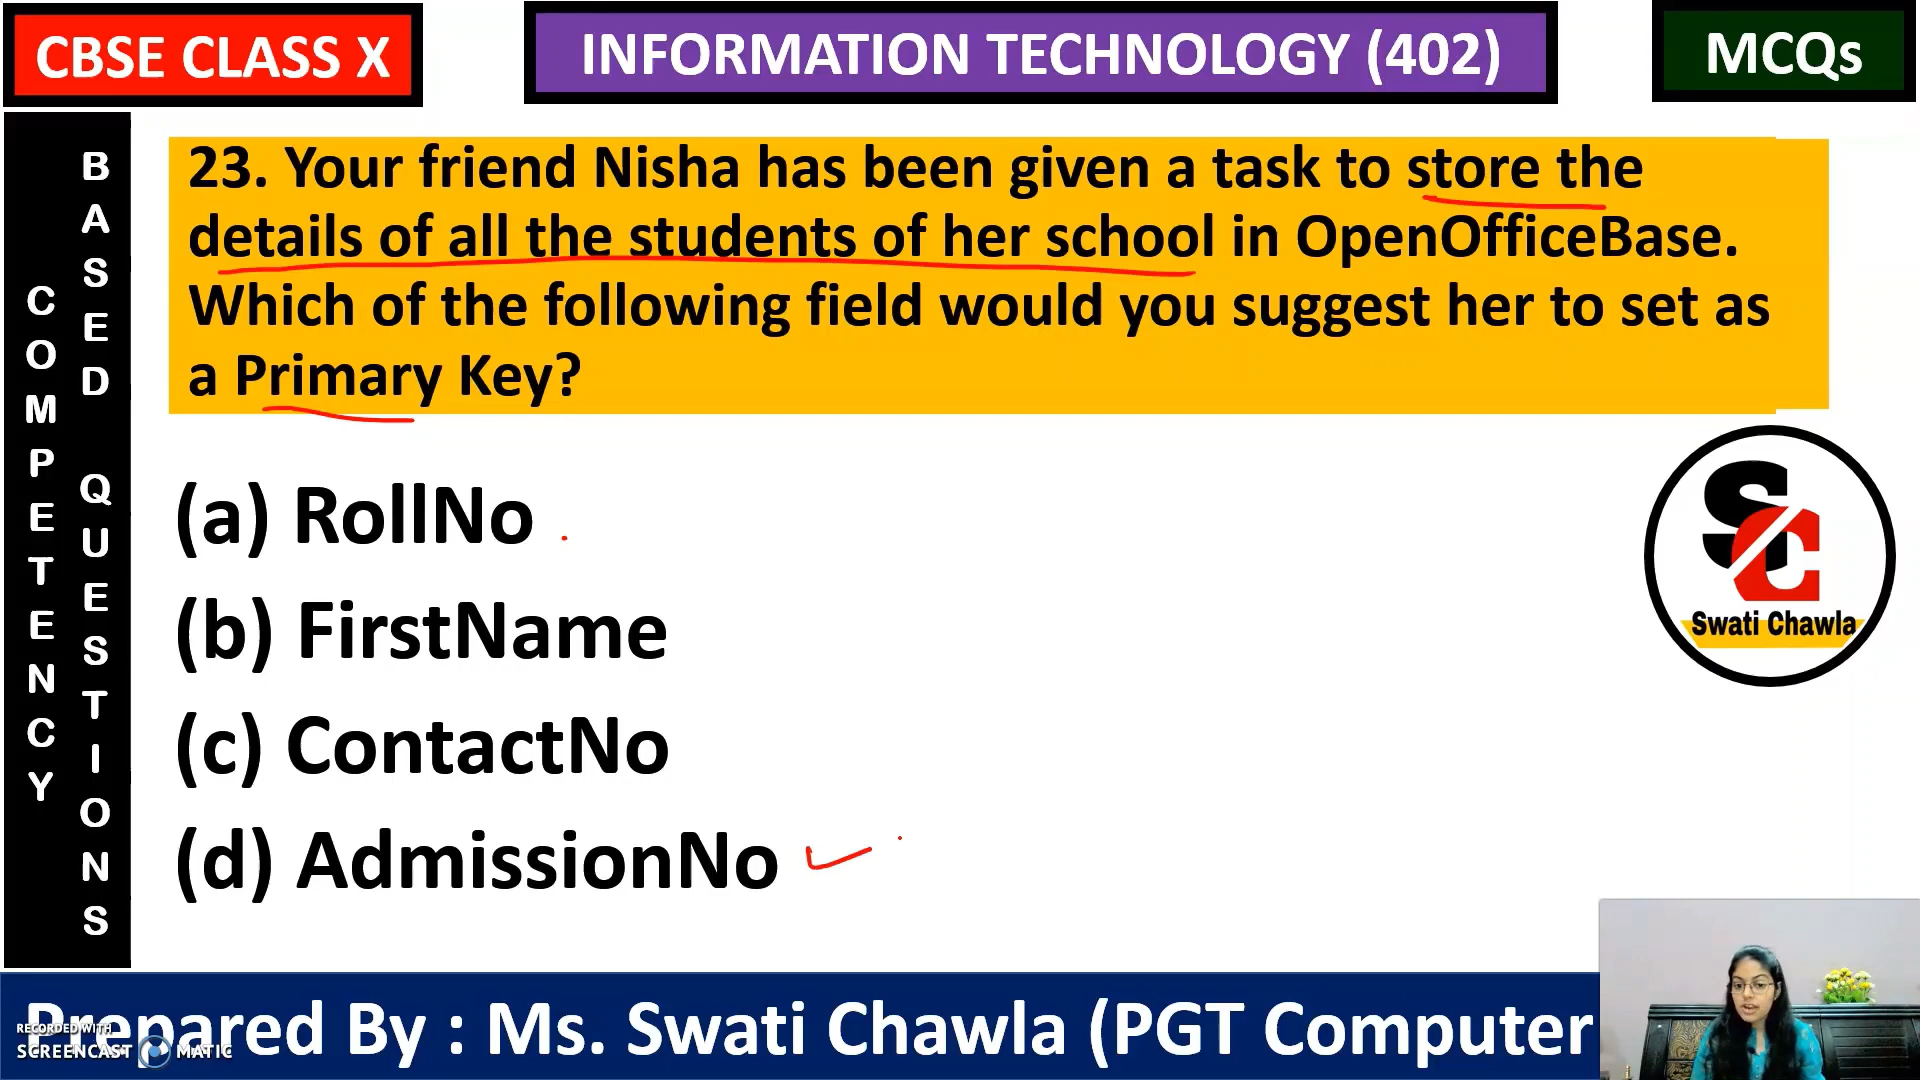 CBSE CLASS X
INFORMATION TECHNOLOGY (402)
MCQs
COMPETENCY
BASED QUESTIONS
23. Your friend Nisha has been given a task to store the
details of all the students of her school in OpenOfficeBase.
Which of the following field would you suggest her to set as
a Primary Key?
(a) RollNo
(b) FirstName
(c) ContactNo
(d) AdmissionNo
SC
Swati Chawla
Prepared By : Ms. Swati Chawla (PGT Computer
RECORDED WITH
SCREENCAST MATIC